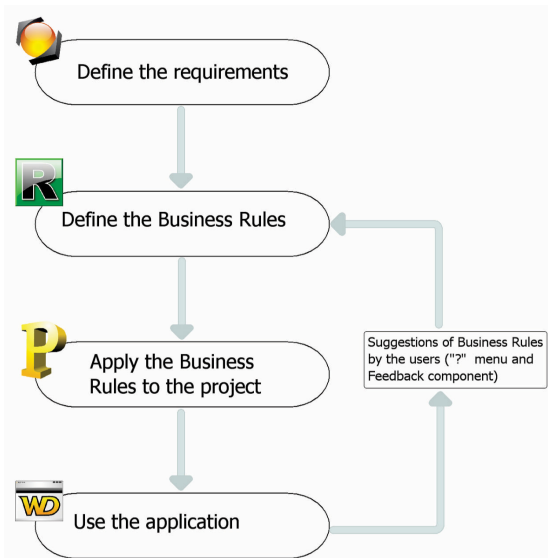 Define the requirements
R
Define the Business Rules
P
Apply the Business
Rules to the project
Suggestions of Business Rules
by the users ("?" menu and
Feedback component)
WD
Use the application